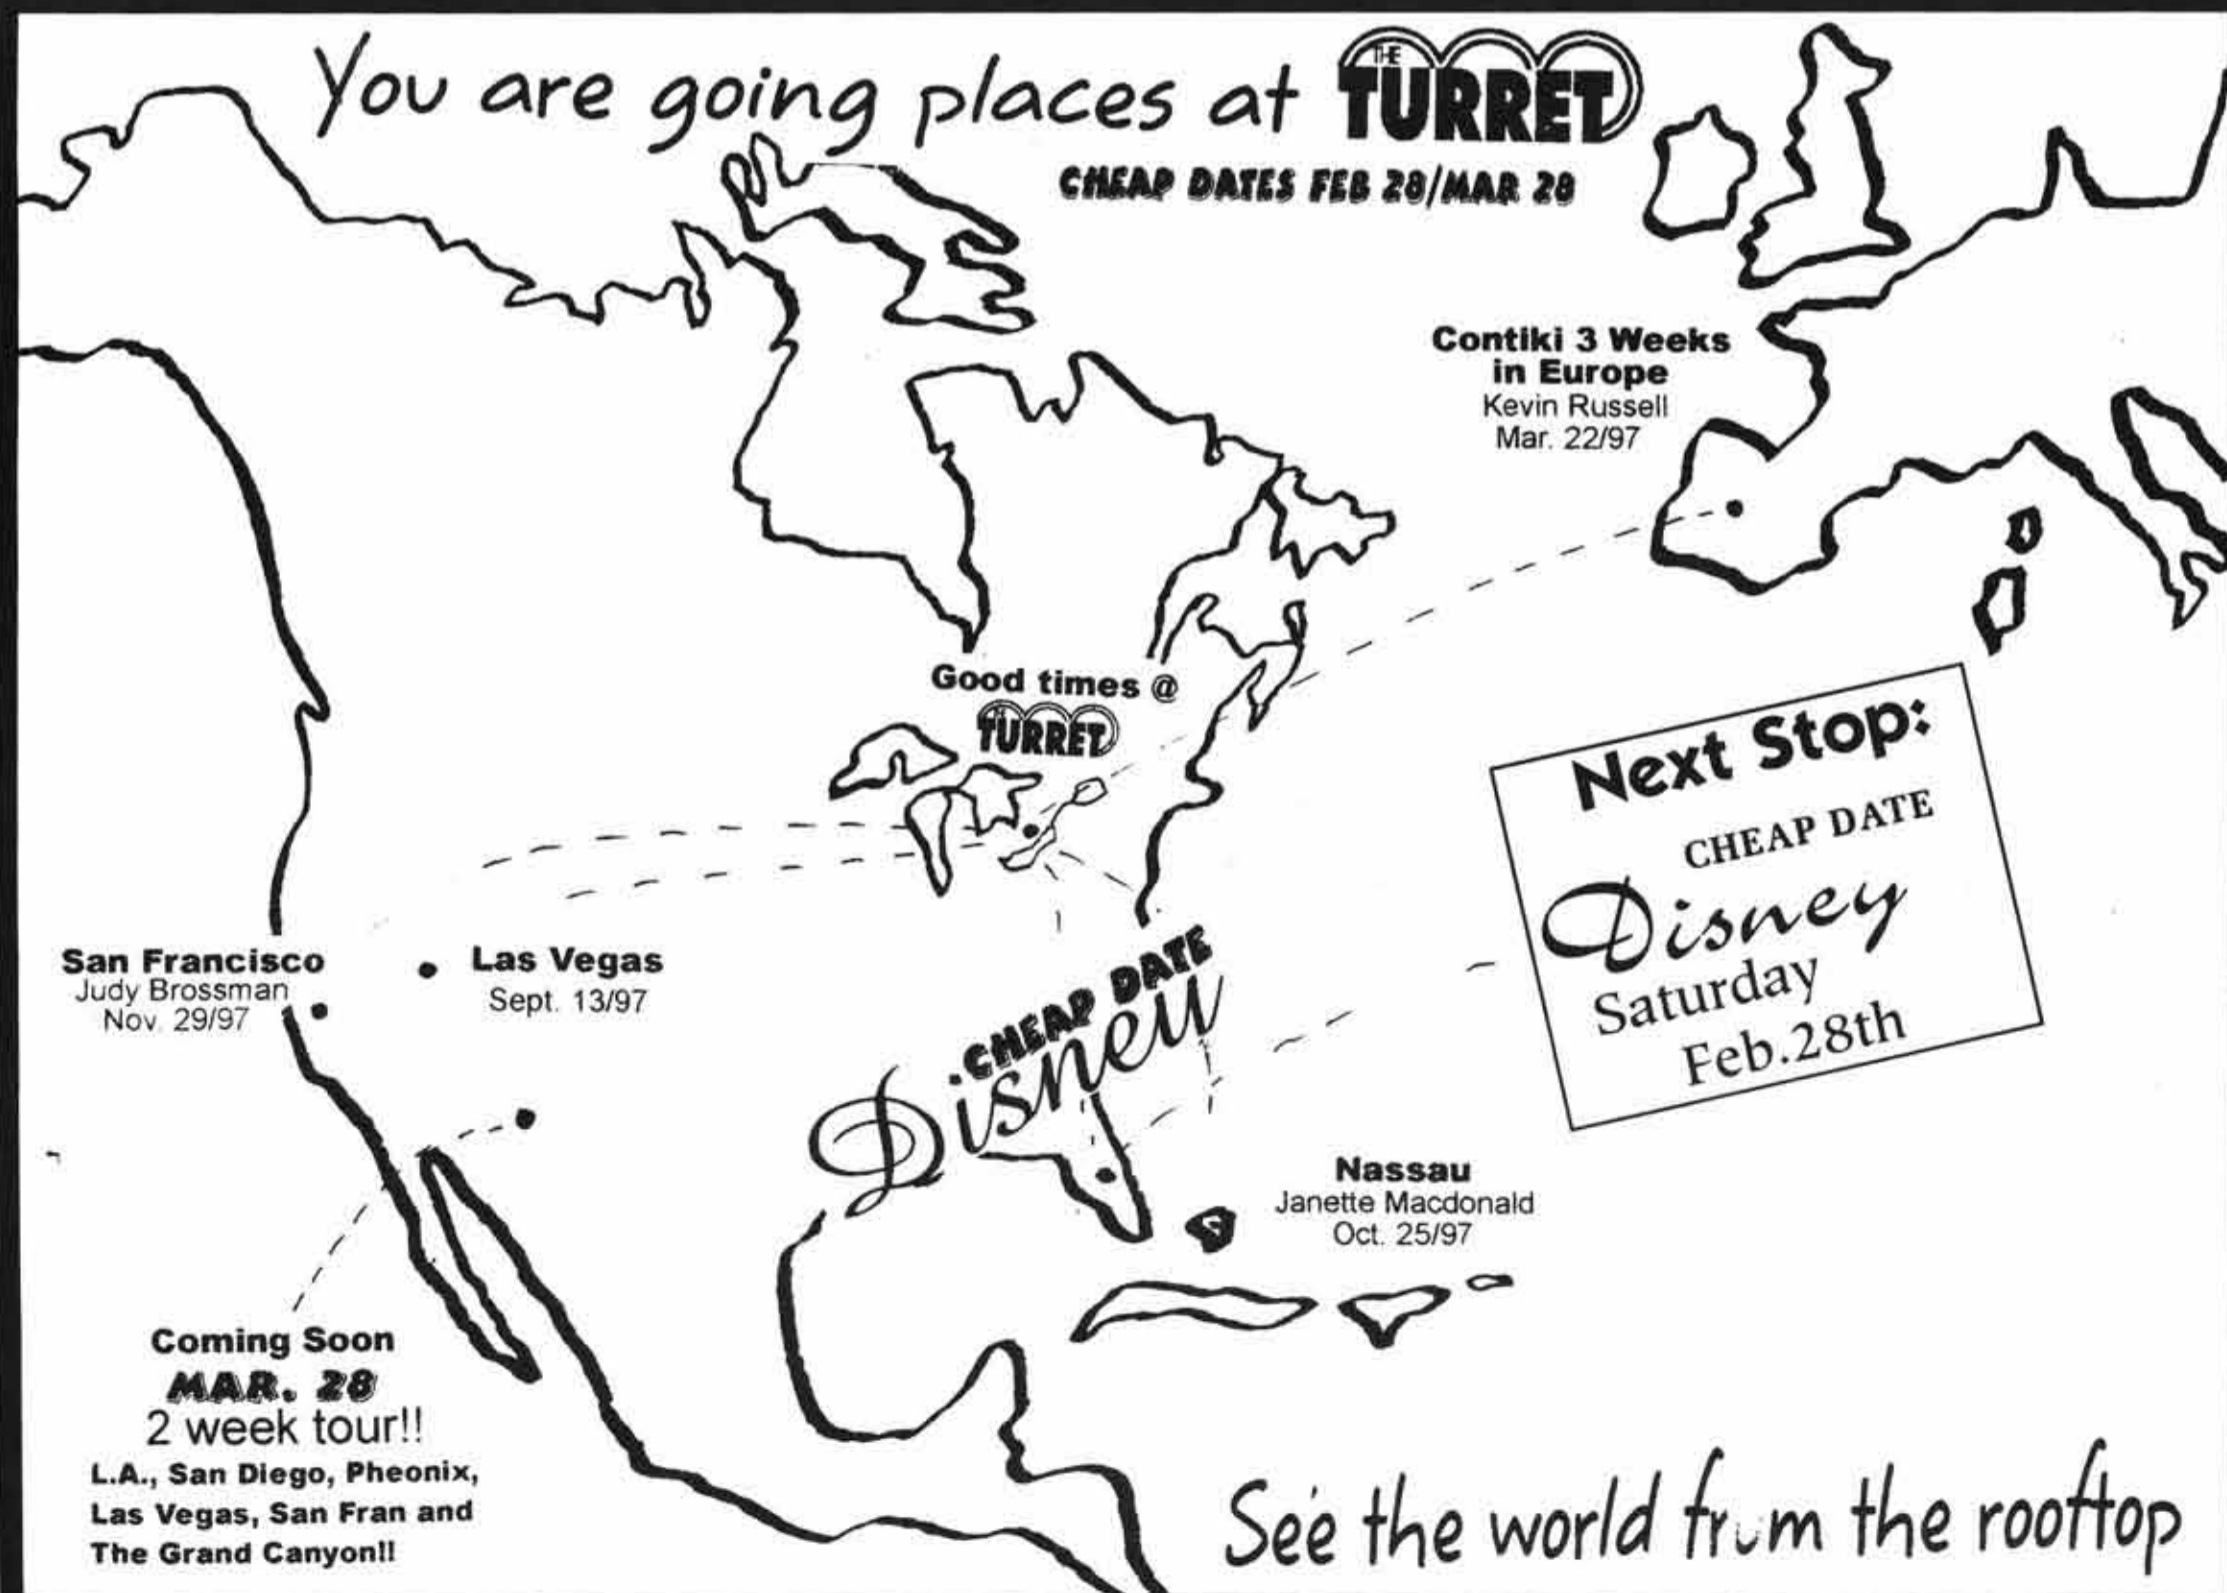 You are going places at THE TURRET
CHEAP DATES FEB 28/MAR 28
Contiki 3 Weeks
in Europe
Kevin Russell
Mar. 22/97
Good times @
THE TURRET
Next Stop:
CHEAP DATE
Disney
Saturday
Feb.28th
San Francisco
Judy Brossman
Nov. 29/97
Las Vegas
Sept. 13/97
CHEAP DATE
Disney
Nassau
Janette Macdonald
Oct. 25/97
Coming Soon
MAR. 28
2 week tour!!
L.A., San Diego, Pheonix,
Las Vegas, San Fran and
The Grand Canyon!!
See the world from the rooftop